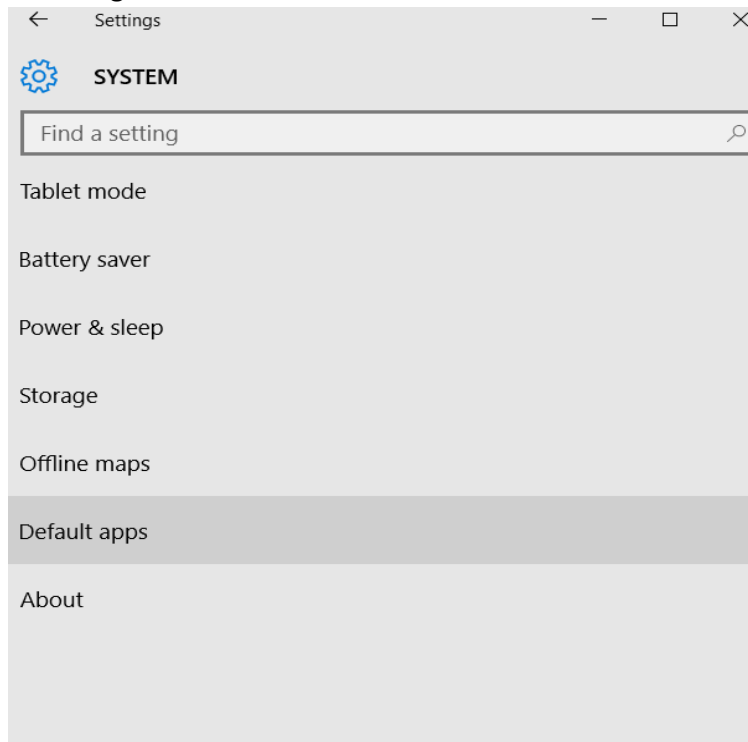 Settings
SYSTEM
Find a setting
Tablet mode
Battery saver
Power & sleep
Storage
Offline maps
Default apps
About